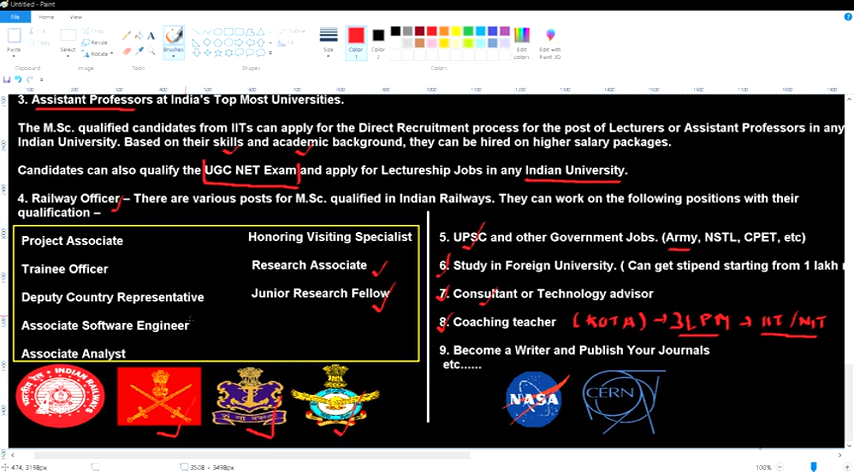 Untitled - Paint
File
Home
View
Paste
Cut
Copy
Select
Crop
Resize
Rotate
Brushes
Outline
Fill
Size
Color 1
Color 2
Edit colors
Edit with Paint 3D
Clipboard
Image
Tools
Shapes
Colors
3. Assistant Professors at India's Top Most Universities.
The M.Sc. qualified candidates from IITs can apply for the Direct Recruitment process for the post of Lecturers or Assistant Professors in any
Indian University. Based on their skills and academic background, they can be hired on higher salary packages.
Candidates can also qualify the UGC NET Exam and apply for Lectureship Jobs in any Indian University.
4. Railway Officer – There are various posts for M.Sc. qualified in Indian Railways. They can work on the following positions with their
qualification –
Project Associate
Trainee Officer
Deputy Country Representative
Associate Software Engineer
Associate Analyst
Honoring Visiting Specialist
Research Associate
Junior Research Fellow
5. UPSC and other Government Jobs. (Army, NSTL, CPET, etc)
6. Study in Foreign University. ( Can get stipend starting from 1 lakh
7. Consultant or Technology advisor
8. Coaching teacher (KOTA) → 3LPM → IIT/NIT
9. Become a Writer and Publish Your Journals
etc......
INDIAN RAILWAYS
NASA
CERN
474, 3198px
3508 × 3498px
100%